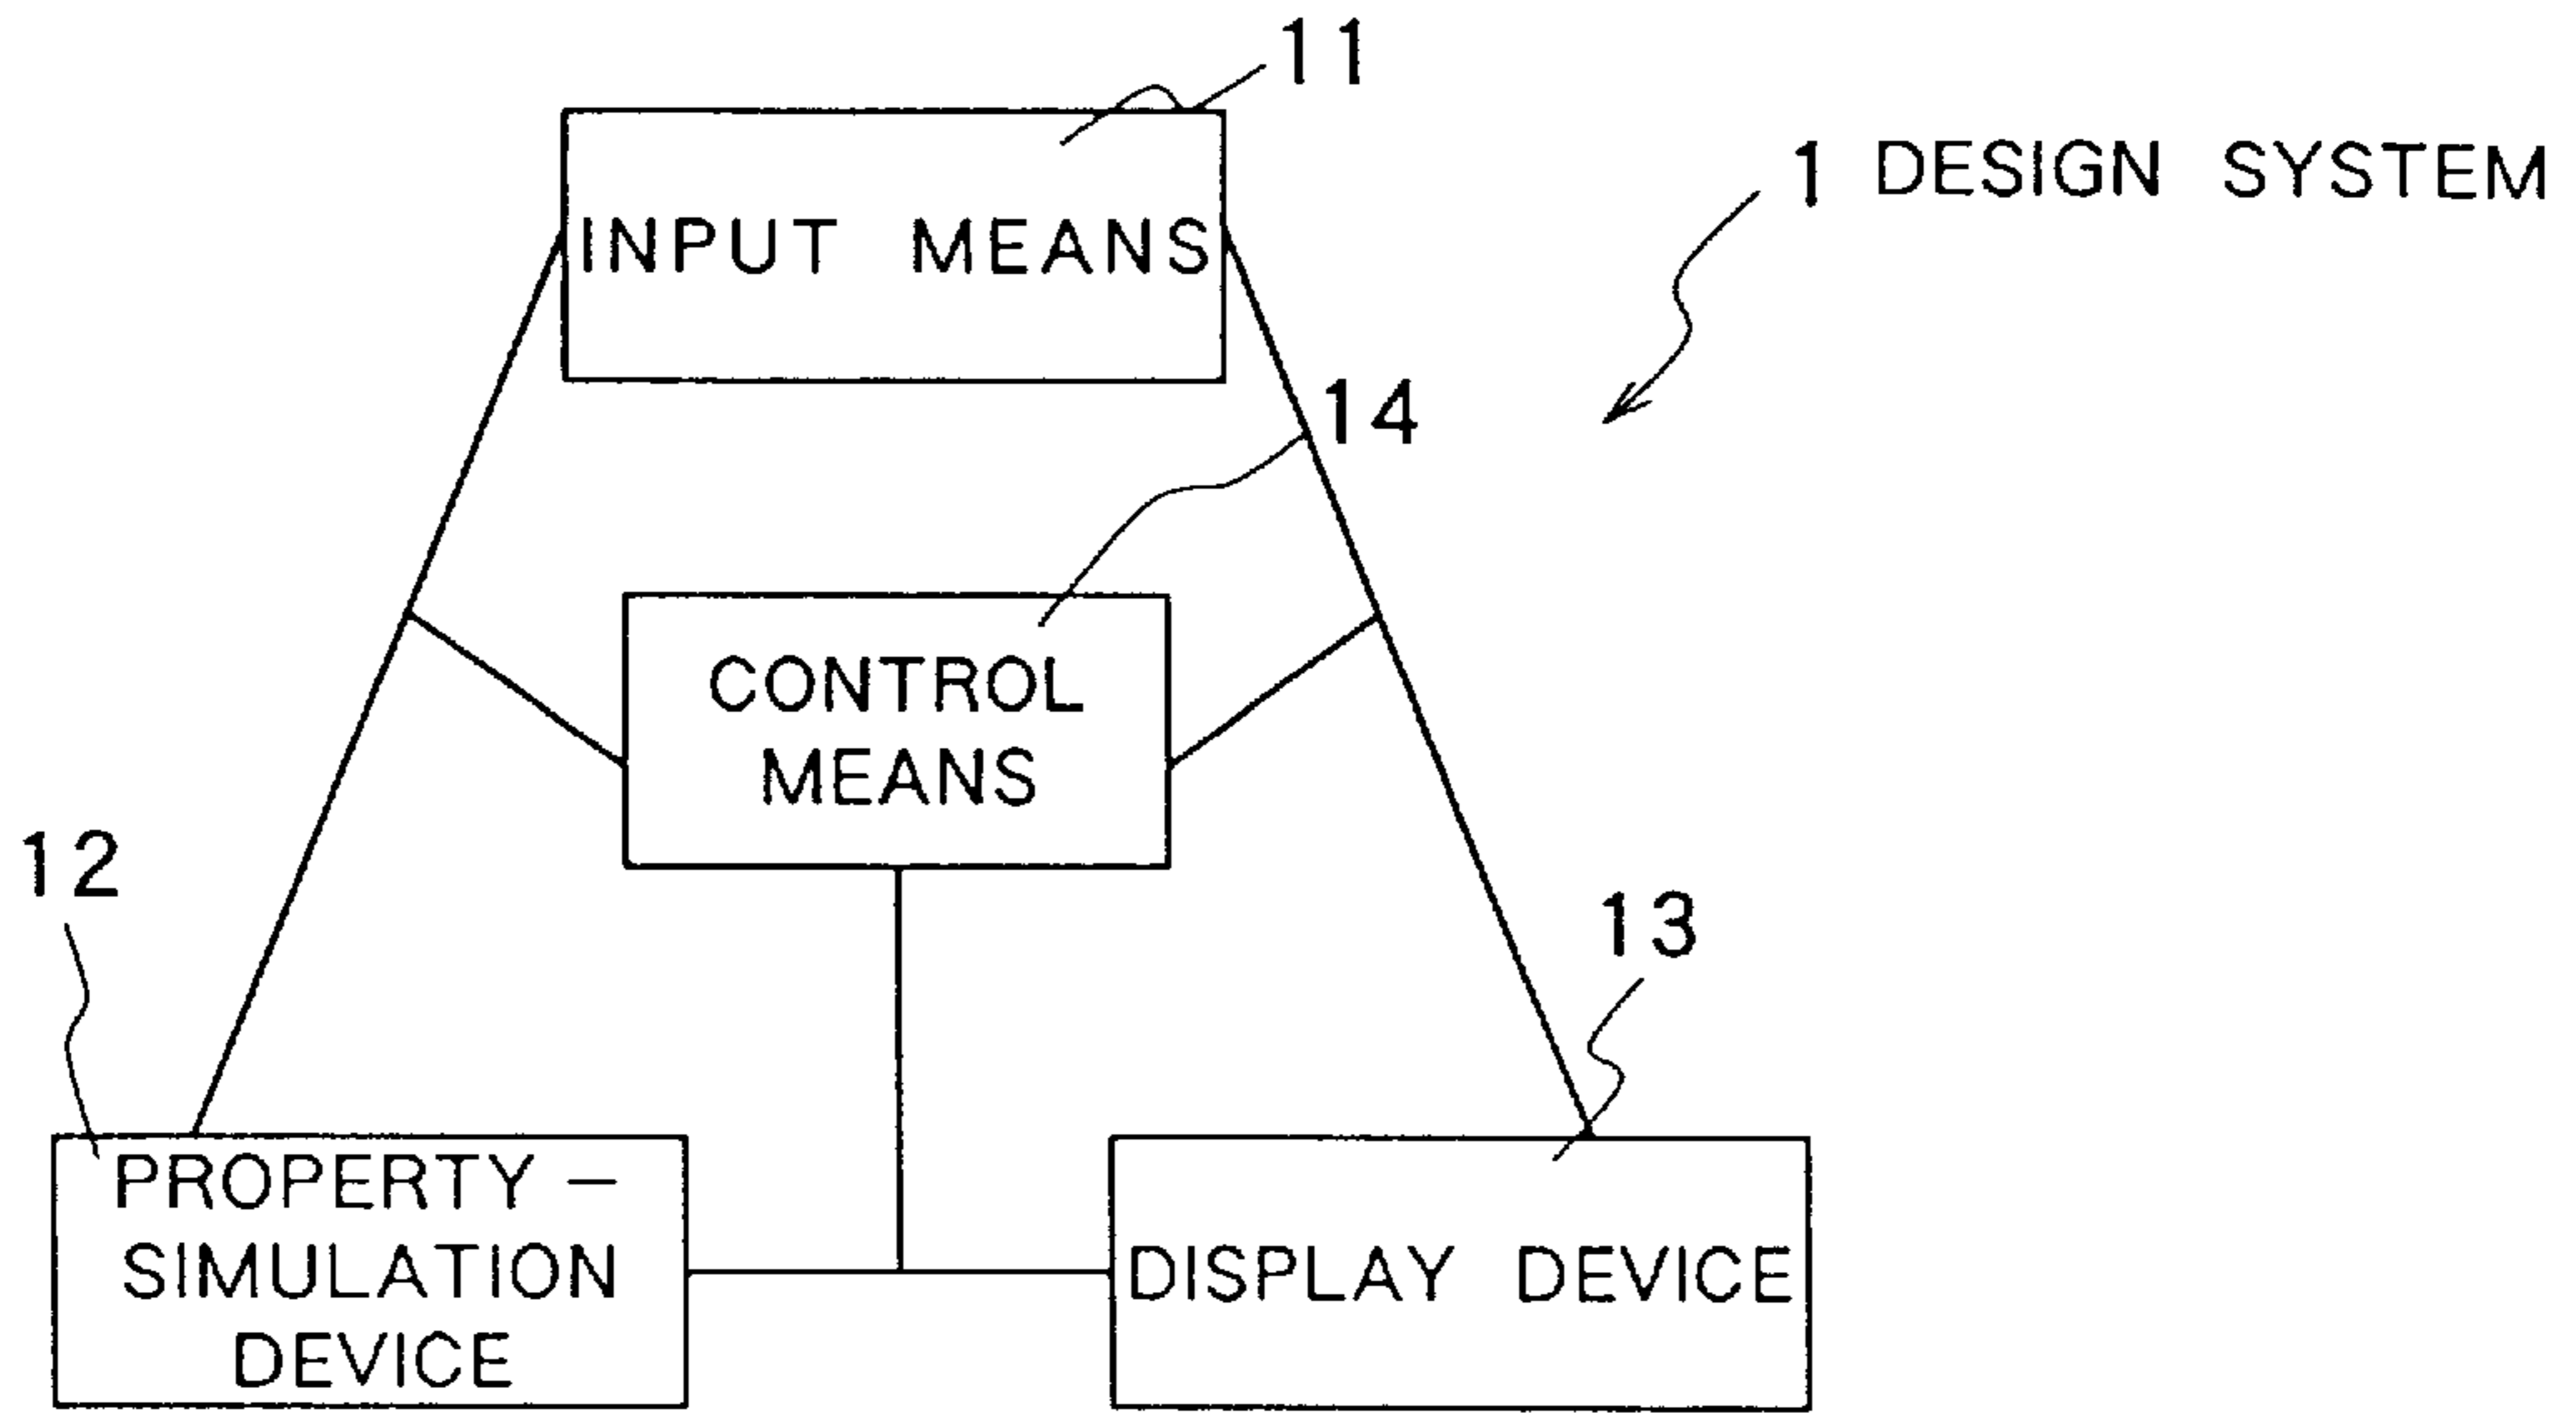 11
1 DESIGN SYSTEM
INPUT MEANS
14
CONTROL
MEANS
12
13
PROPERTY-
SIMULATION
DEVICE
DISPLAY DEVICE